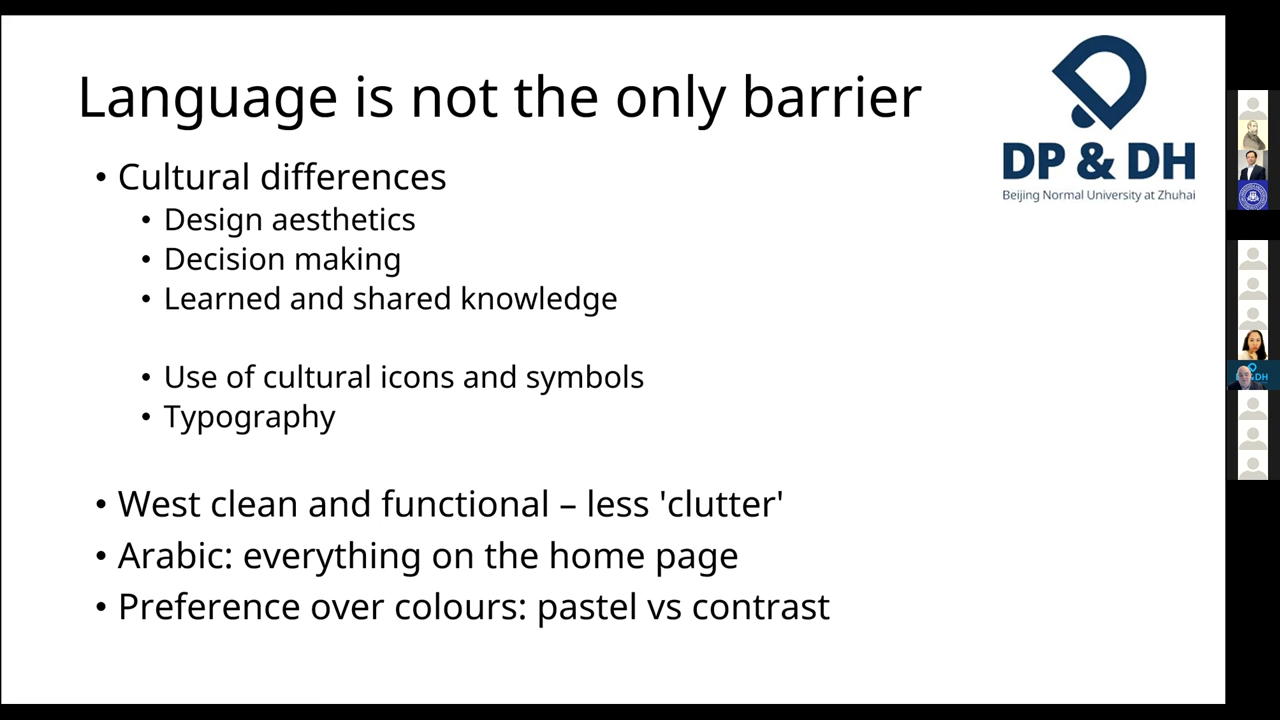 Language is not the only barrier
DP & DH
Beijing Normal University at Zhuhai
• Cultural differences
• Design aesthetics
• Decision making
• Learned and shared knowledge
• Use of cultural icons and symbols
• Typography
• West clean and functional – less 'clutter'
• Arabic: everything on the home page
• Preference over colours: pastel vs contrast